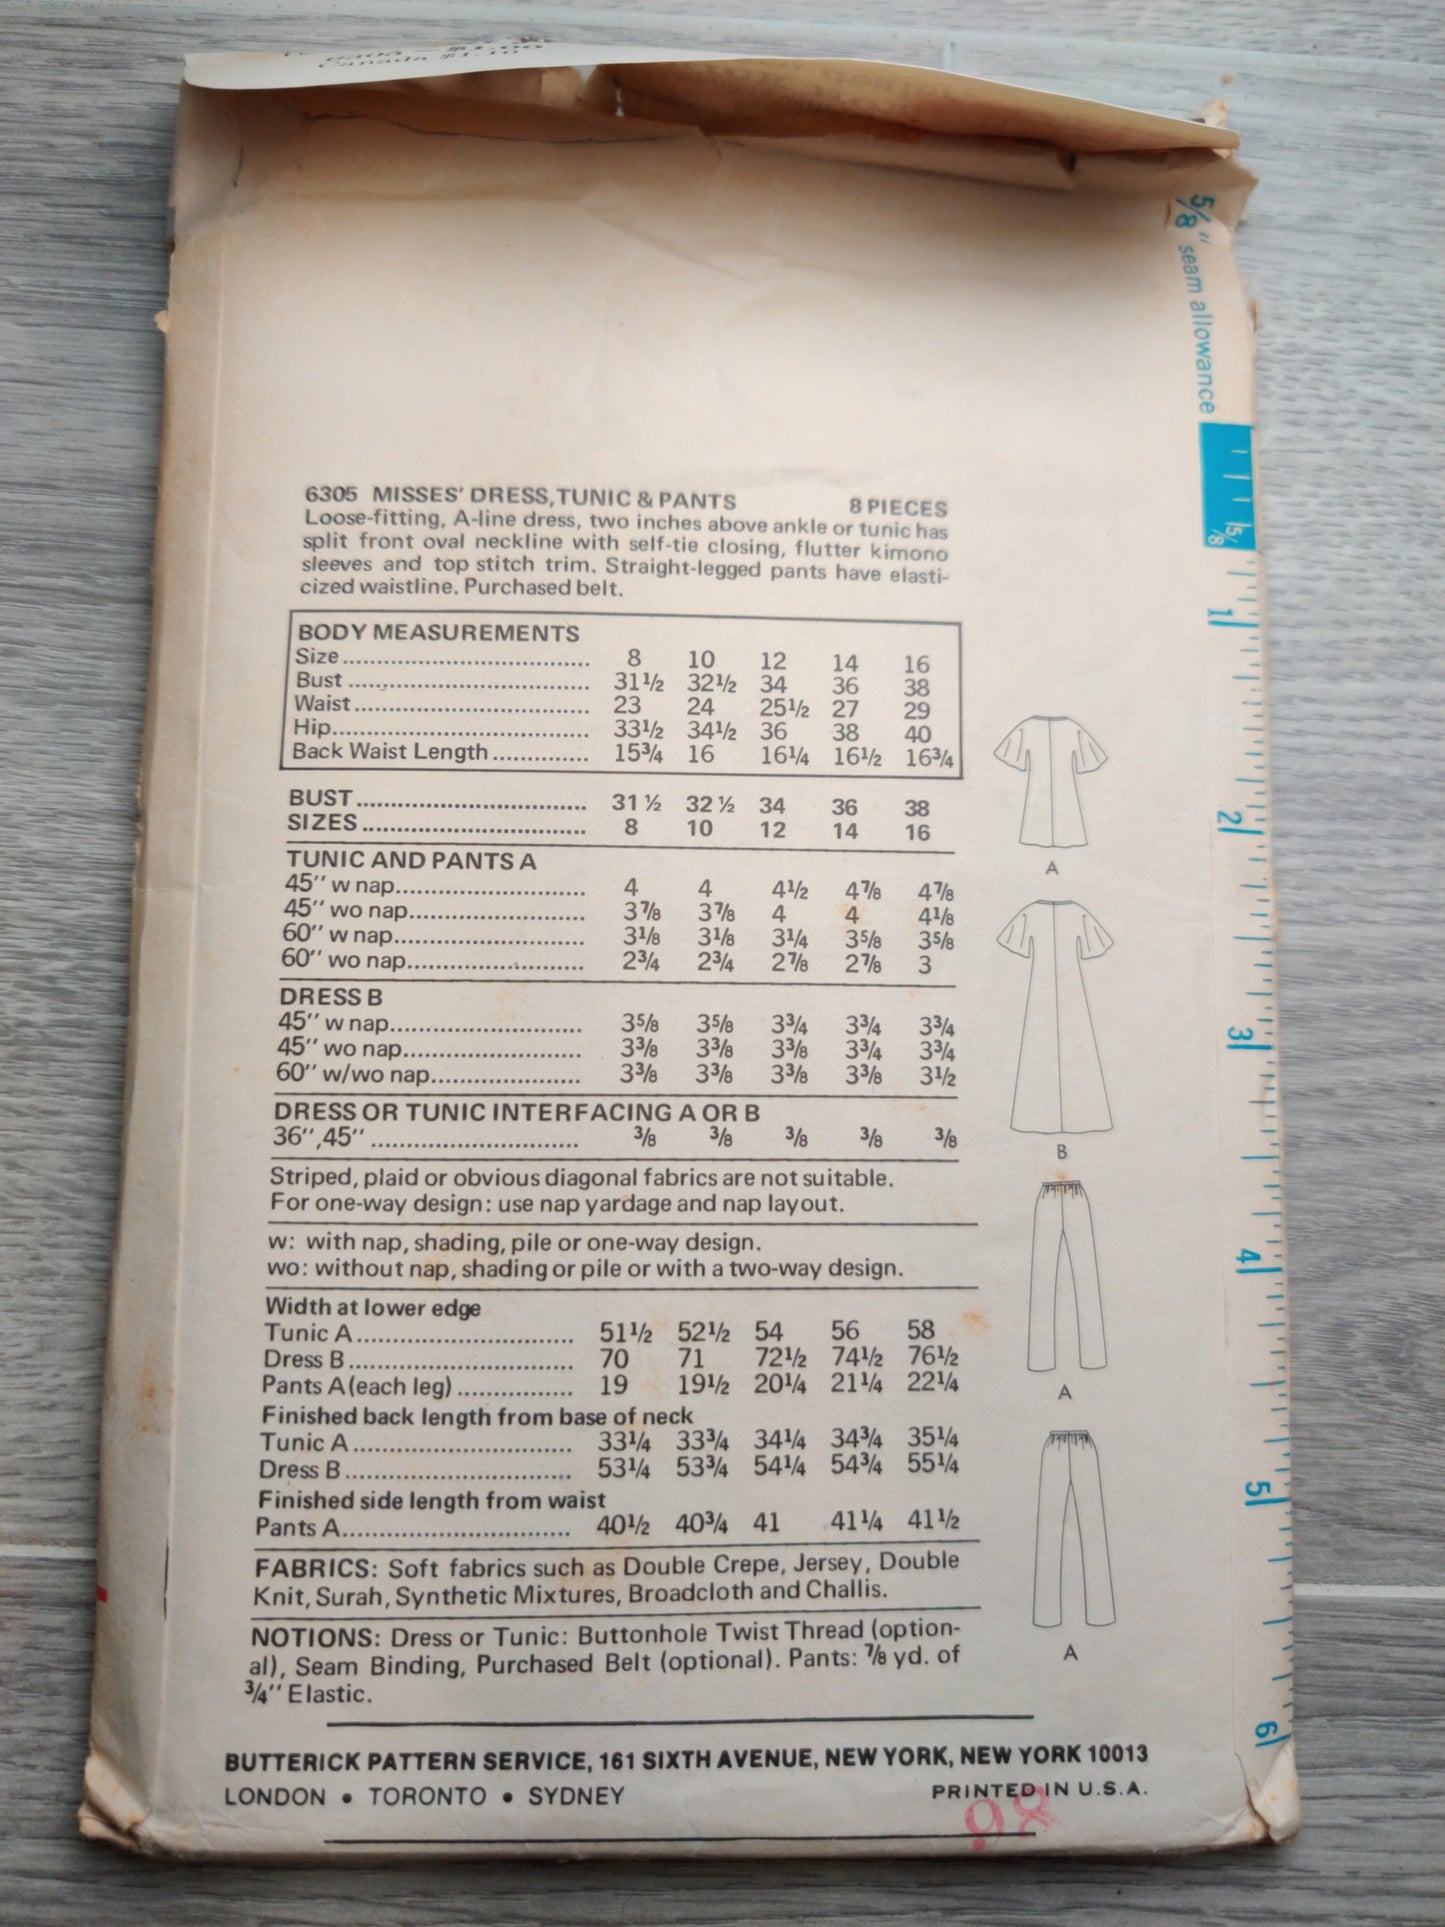 Canada $1.10
5/8" seam allowance
6305 MISSES' DRESS, TUNIC & PANTS 8 PIECES
Loose-fitting, A-line dress, two inches above ankle or tunic has
split front oval neckline with self-tie closing, flutter kimono
sleeves and top stitch trim. Straight-legged pants have elasti-
cized waistline. Purchased belt.
BODY MEASUREMENTS
Size 8 10 12 14 16
Bust 31½ 32½ 34 36 38
Waist 23 24 25½ 27 29
Hip 33½ 34½ 36 38 40
Back Waist Length 15¾ 16 16¼ 16½ 16¾
BUST 31 ½ 32 ½ 34 36 38
SIZES 8 10 12 14 16
TUNIC AND PANTS A
45'' w nap 4 4 4½ 4⅞ 4⅞
45'' wo nap 3⅞ 3⅞ 4 4 4⅛
60'' w nap 3⅛ 3⅛ 3¼ 3⅝ 3⅝
60'' wo nap 2¾ 2¾ 2⅞ 2⅞ 3
DRESS B
45'' w nap 3⅝ 3⅝ 3¾ 3¾ 3¾
45'' wo nap 3⅜ 3⅜ 3⅜ 3¾ 3¾
60'' w/wo nap 3⅜ 3⅜ 3⅜ 3⅜ 3½
DRESS OR TUNIC INTERFACING A OR B
36'',45'' ⅜ ⅜ ⅜ ⅜ ⅜
Striped, plaid or obvious diagonal fabrics are not suitable.
For one-way design: use nap yardage and nap layout.
w: with nap, shading, pile or one-way design.
wo: without nap, shading or pile or with a two-way design.
Width at lower edge
Tunic A 51½ 52½ 54 56 58
Dress B 70 71 72½ 74½ 76½
Pants A (each leg) 19 19½ 20¼ 21¼ 22¼
Finished back length from base of neck
Tunic A 33¼ 33¾ 34¼ 34¾ 35¼
Dress B 53¼ 53¾ 54¼ 54¾ 55¼
Finished side length from waist
Pants A 40½ 40¾ 41 41¼ 41½
FABRICS: Soft fabrics such as Double Crepe, Jersey, Double
Knit, Surah, Synthetic Mixtures, Broadcloth and Challis.
NOTIONS: Dress or Tunic: Buttonhole Twist Thread (option-
al), Seam Binding, Purchased Belt (optional). Pants: ⅞ yd. of
¾'' Elastic.
A
B
A
A
5/8
1
2
3
4
5
6
BUTTERICK PATTERN SERVICE, 161 SIXTH AVENUE, NEW YORK, NEW YORK 10013
LONDON • TORONTO • SYDNEY PRINTED IN U.S.A.
98